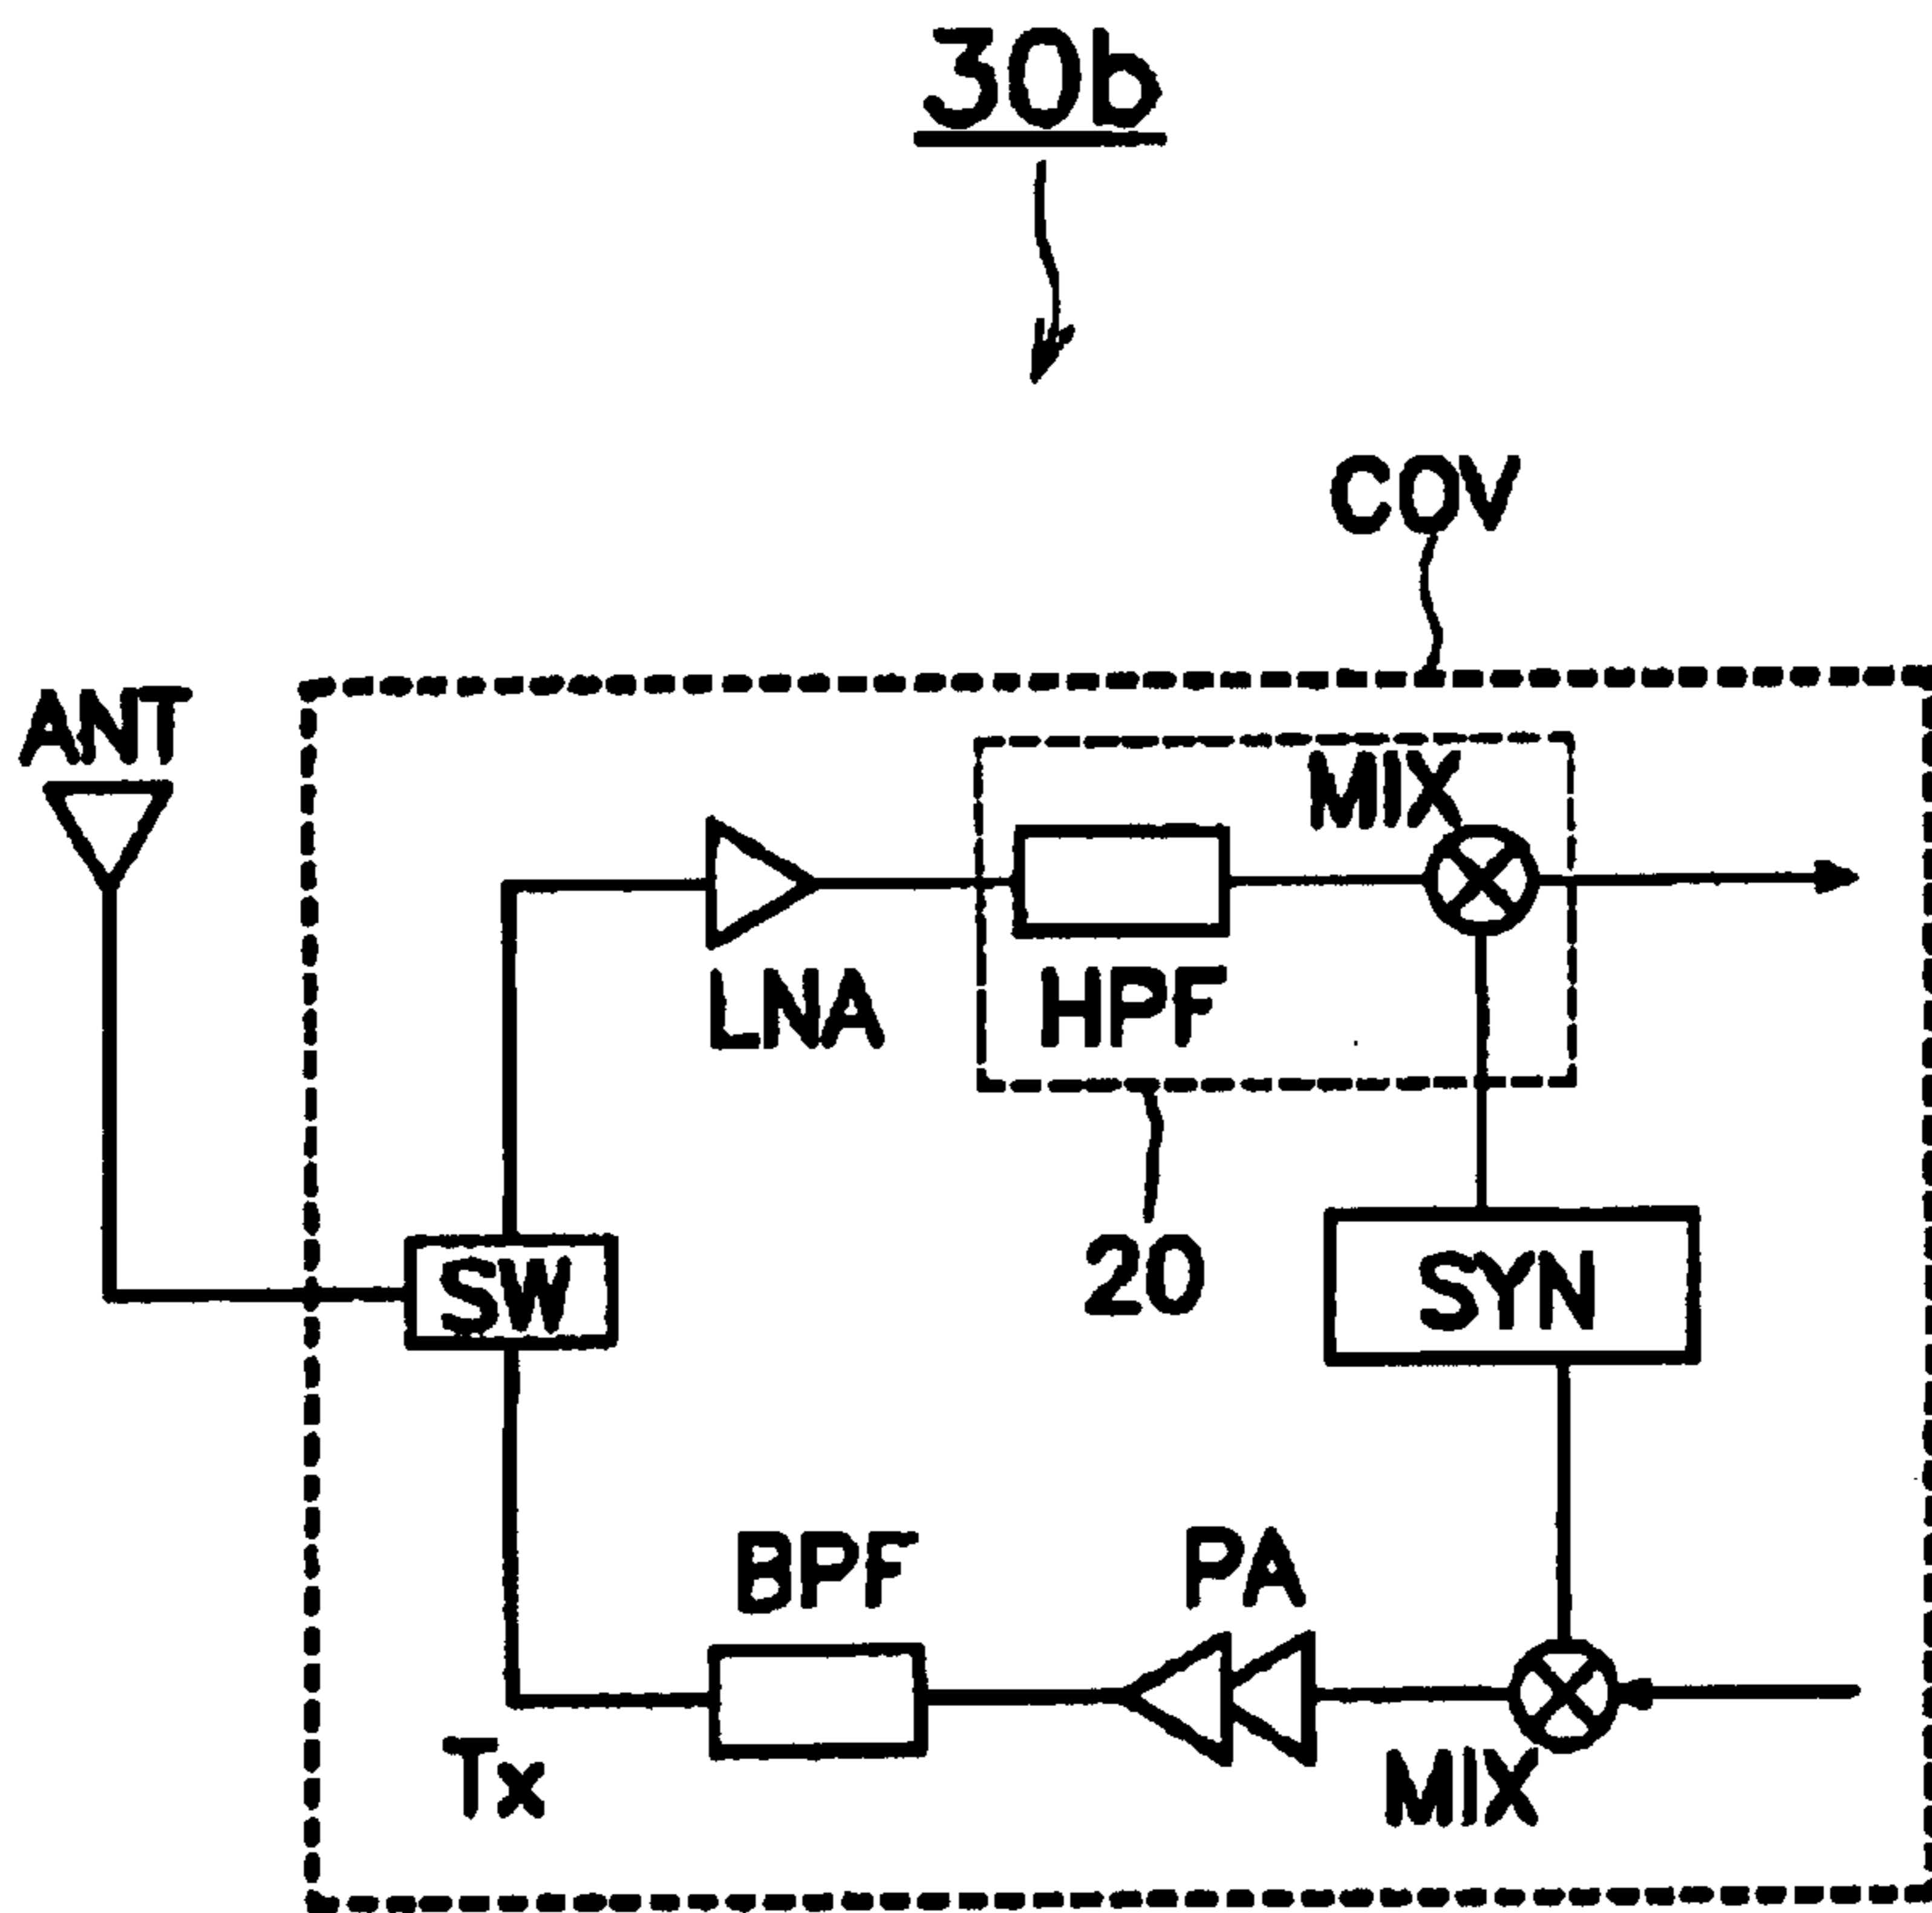 30b
COV
ANT
MIX
LNA
HPF
20
SW
SYN
BPF
PA
Tx
MIX